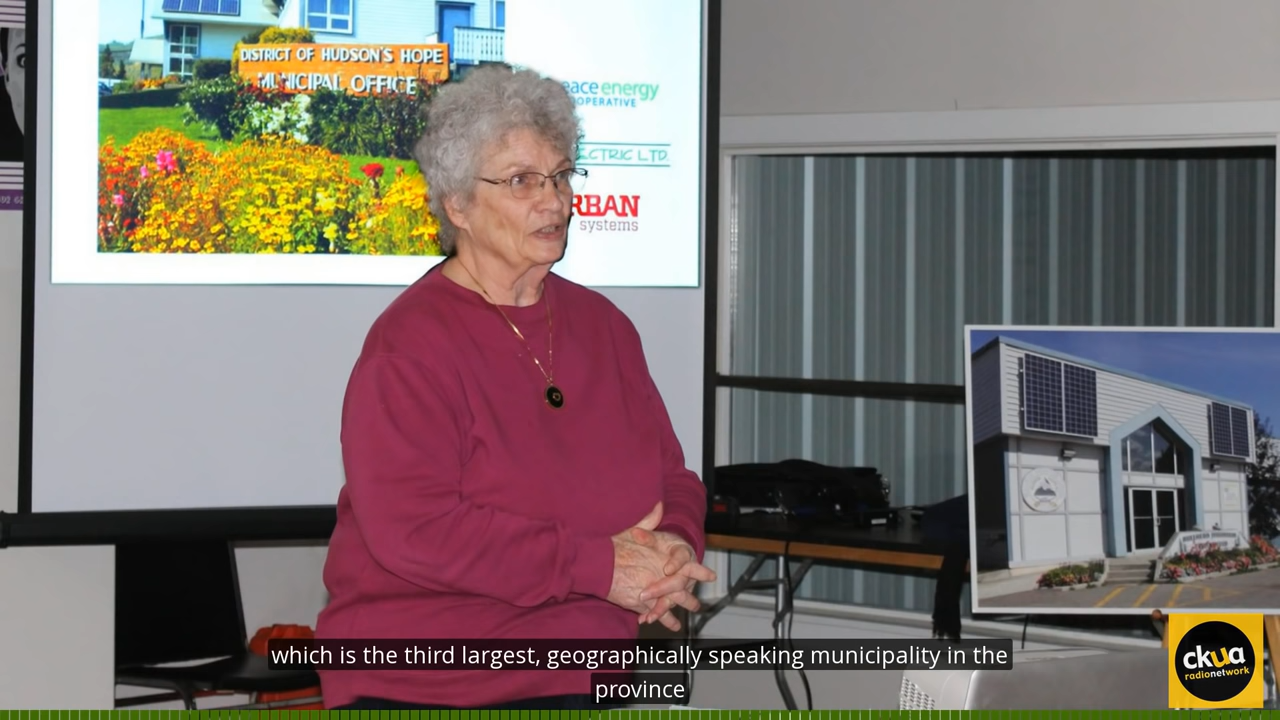 DISTRICT OF HUDSON'S HOPE
MUNICIPAL OFFICE
eace energy
OPERATIVE
ECTRIC LTD.
RBAN
systems
which is the third largest, geographically speaking municipality in the
province
ckua
radionetwork